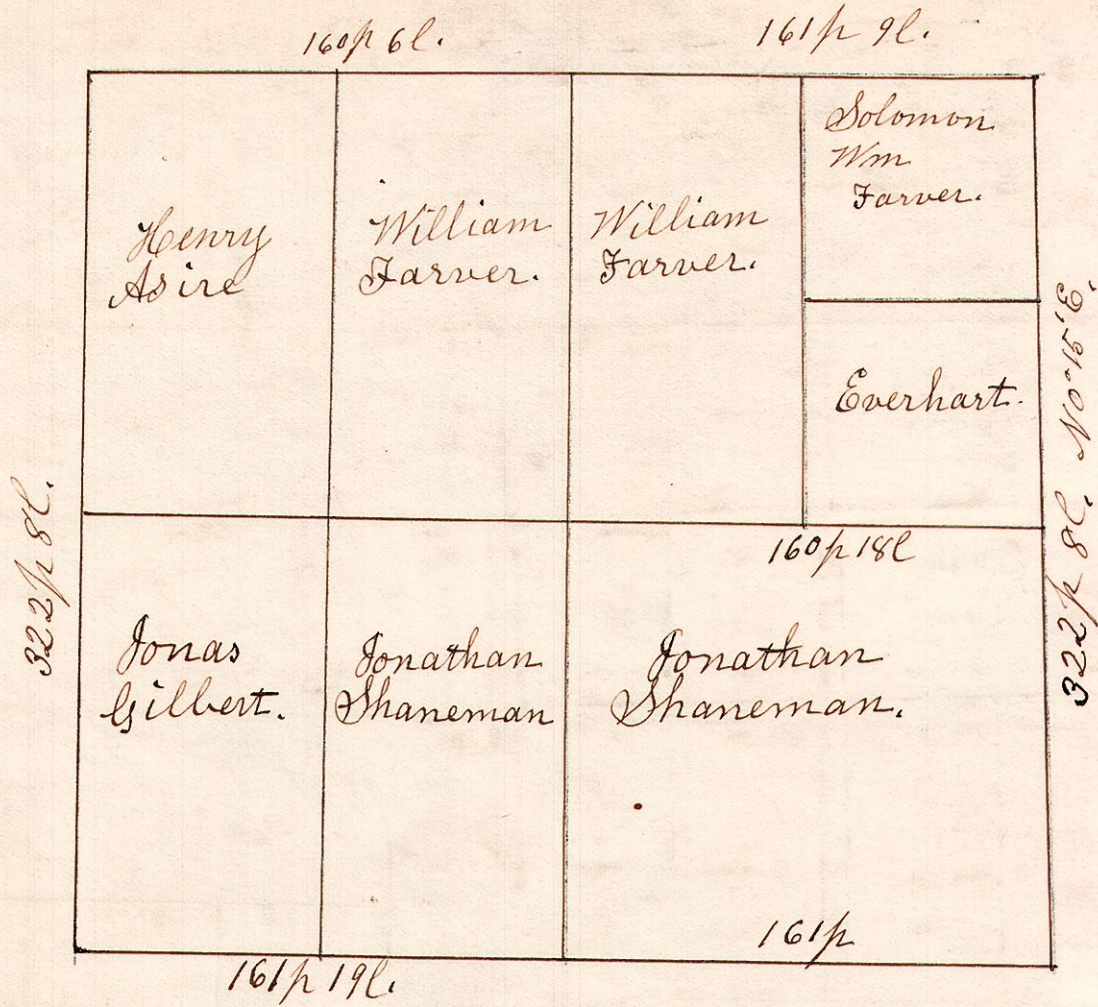 160p 6l.
161p 9l.
Solomon
Wm
Farver.
Henry
Asire
William
Farver.
William
Farver.
Everhart.
322p 8l.
322p 8l. N0°15'E
160p 18l
Jonas
Gilbert.
Jonathan
Shaneman
Jonathan
Shaneman.
161p
161p 19l.